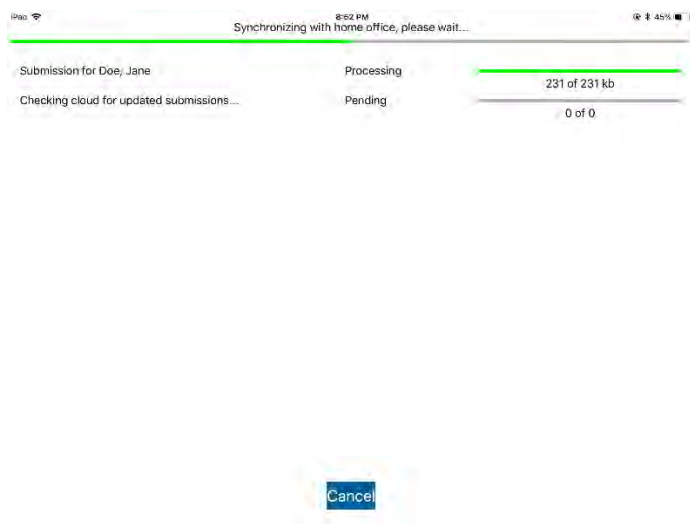 iPad 8:52 PM 45%
Synchronizing with home office, please wait...
Submission for Doe, Jane Processing
231 of 231 kb
Checking cloud for updated submissions... Pending
0 of 0
Cancel